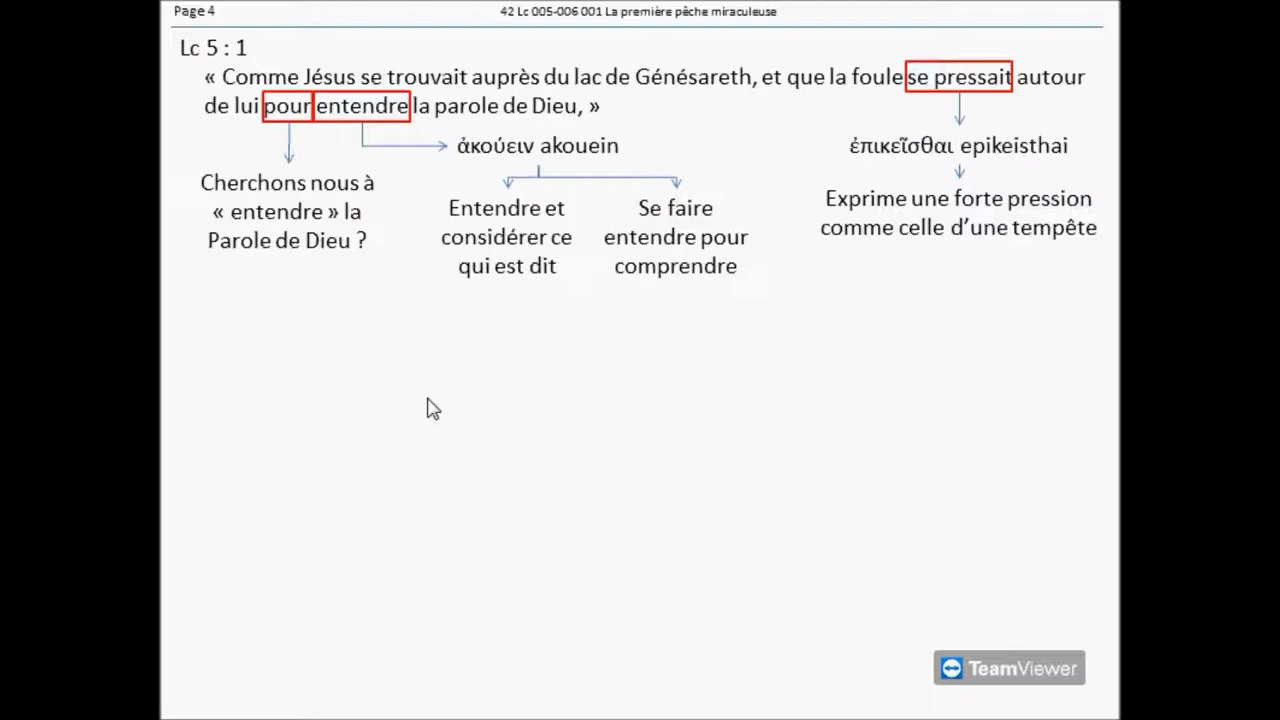 Page 4
42 Lc 005-006 001 La première pêche miraculeuse
Lc 5 : 1
« Comme Jésus se trouvait auprès du lac de Génésareth, et que la foule se pressait autour
de lui pour entendre la parole de Dieu, »
ἀκούειν akouein
ἐπικεῖσθαι epikeisthai
Cherchons nous à
« entendre » la
Parole de Dieu ?
Entendre et
considérer ce
qui est dit
Se faire
entendre pour
comprendre
Exprime une forte pression
comme celle d’une tempête
TeamViewer